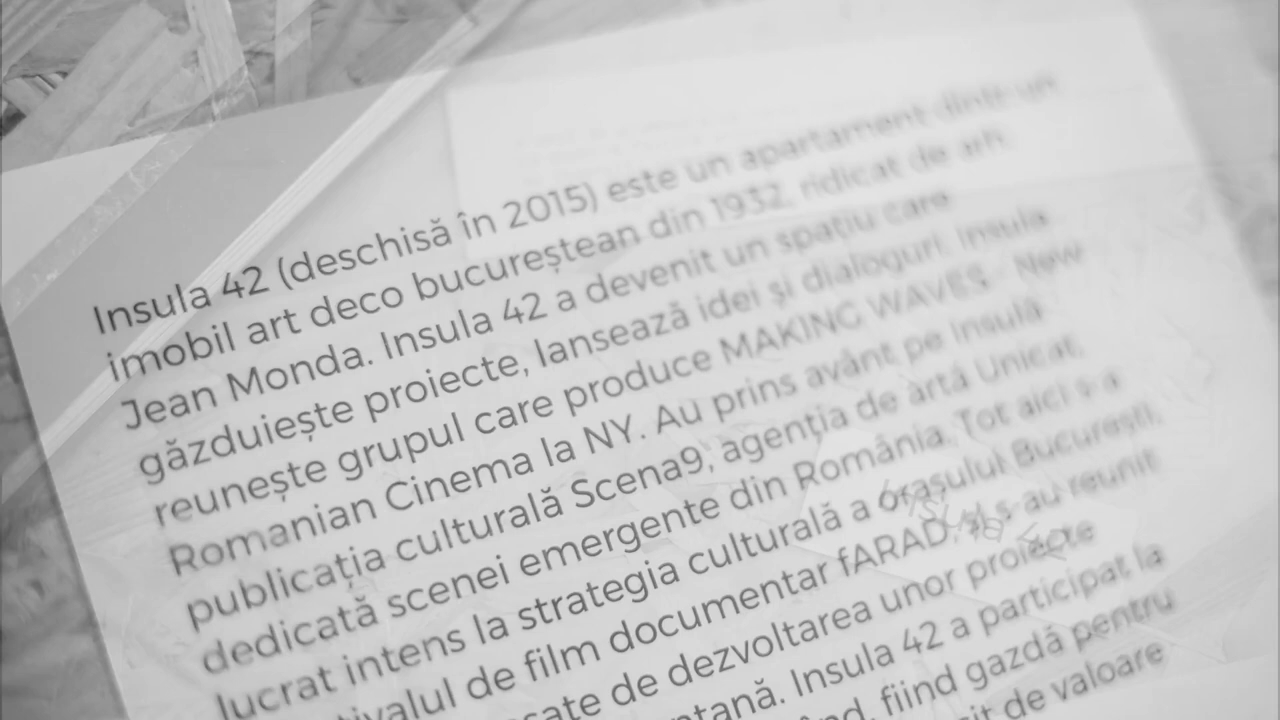 Insula 42 (deschisă în 2015) este un apartament dintr-un
imobil art deco bucureștean din 1932, ridicat de arh.
Jean Monda. Insula 42 a devenit un spațiu care
găzduiește proiecte, lansează idei și dialoguri. Insula
reunește grupul care produce MAKING WAVES - New
Romanian Cinema la NY. Au prins avânt pe Insulă
publicația culturală Scena9, agenția de artă Unicat,
dedicată scenei emergente din România. Tot aici s-a
lucrat intens la strategia culturală a orașului București,
de film documentar fARAD, și s-au reunit
de dezvoltarea unor proiecte
Insula 42 a participat la
fiind gazdă pentru
de valoare
Insula 42